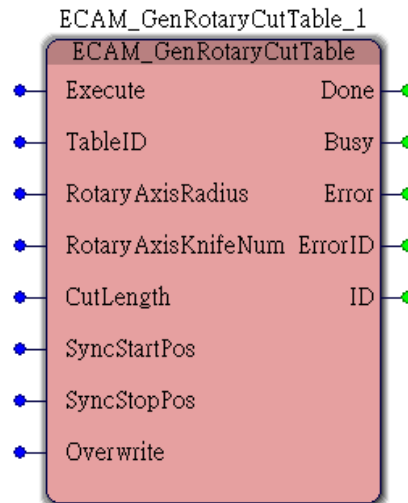 ECAM_GenRotaryCutTable_1
ECAM_GenRotaryCutTable
Execute Done
TableID Busy
RotaryAxisRadius Error
RotaryAxisKnifeNum ErrorID
CutLength ID
SyncStartPos
SyncStopPos
Overwrite